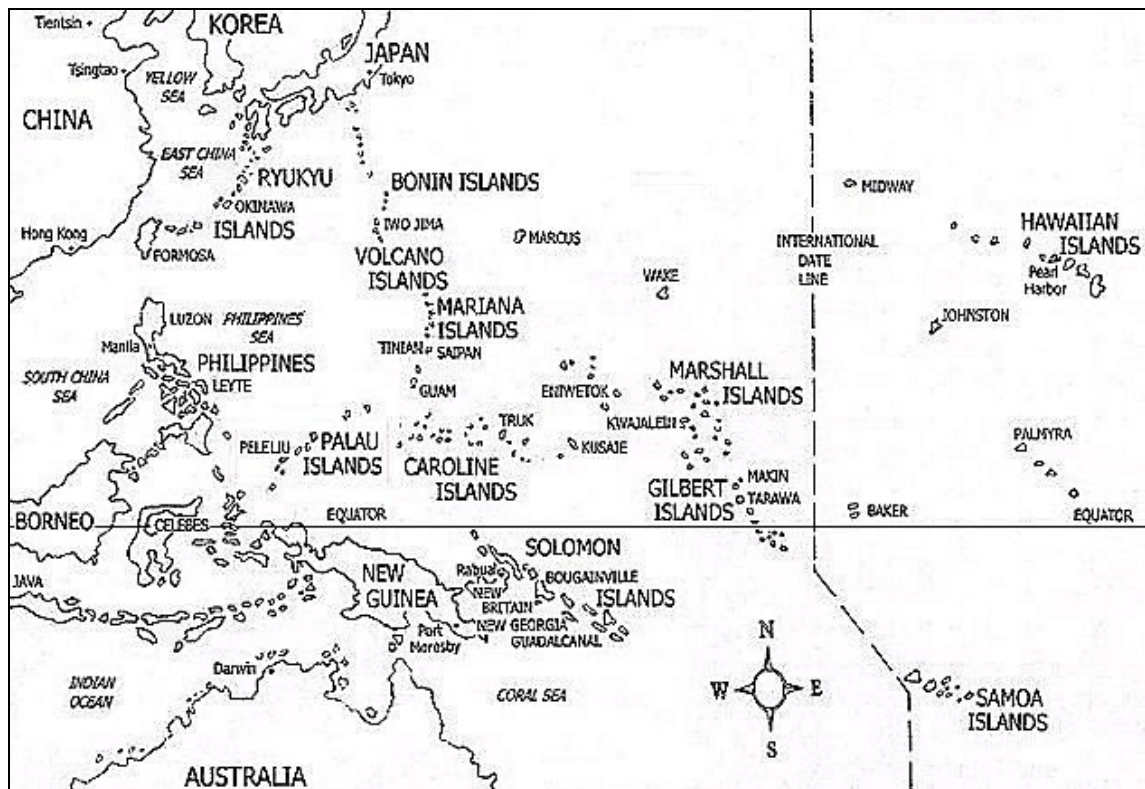 Tientsin
KOREA
JAPAN
Tsingtao
YELLOW
SEA
Tokyo
CHINA
EAST CHINA
SEA
RYUKYU
BONIN ISLANDS
MIDWAY
OKINAWA
ISLANDS
IWO JIMA
MARCUS
INTERNATIONAL
DATE
LINE
HAWAIIAN
ISLANDS
Hong Kong
FORMOSA
VOLCANO
ISLANDS
WAKE
Pearl
Harbor
MARIANA
ISLANDS
JOHNSTON
LUZON
PHILIPPINES
SEA
Manila
TINIAN
SAIPAN
PHILIPPINES
SOUTH CHINA
SEA
LEYTE
GUAM
ENIWETOK
MARSHALL
ISLANDS
TRUK
KWAJALEIN
PALMYRA
PELELIU
PALAU
ISLANDS
CAROLINE
ISLANDS
KUSAIE
MAKIN
GILBERT
ISLANDS
TARAWA
BORNEO
CELEBES
EQUATOR
BAKER
EQUATOR
SOLOMON
ISLANDS
JAVA
NEW
GUINEA
Rabual
BOUGAINVILLE
NEW
BRITAIN
NEW GEORGIA
GUADALCANAL
Port
Moresby
N
W
E
S
Darwin
INDIAN
OCEAN
CORAL SEA
SAMOA
ISLANDS
AUSTRALIA